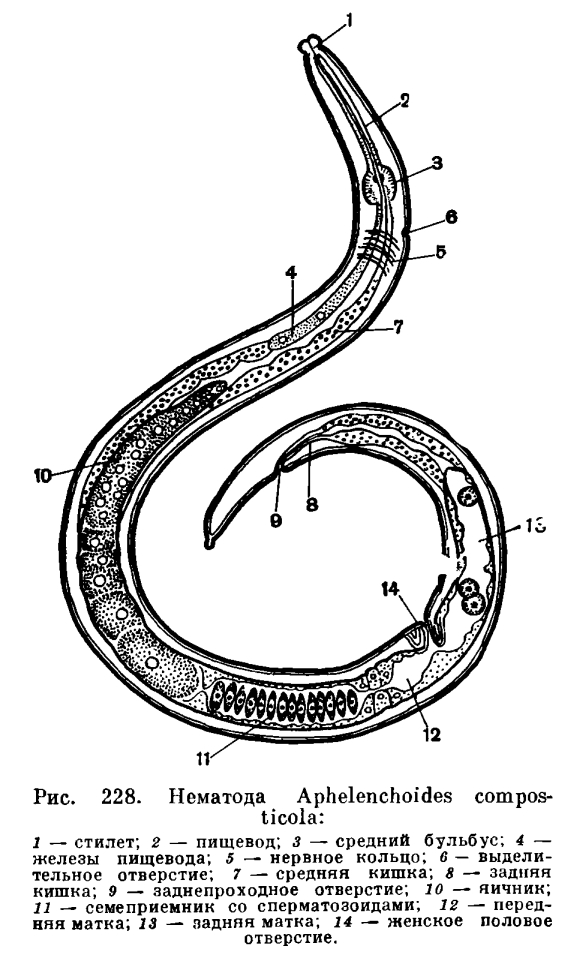 1
2
3
6
5
4
7
10
9
8
13
14
12
11
Рис. 228. Нематода Aphelenchoides compos-
ticola:
1 — стилет; 2 — пищевод; 3 — средний бульбус; 4 —
железы пищевода; 5 — нервное кольцо; 6 — выдели-
тельное отверстие; 7 — средняя кишка; 8 — задняя
кишка; 9 — заднепроходное отверстие; 10 — яичник;
11 — семеприемник со сперматозоидами; 12 — перед-
няя матка; 13 — задняя матка; 14 — женское половое
отверстие.